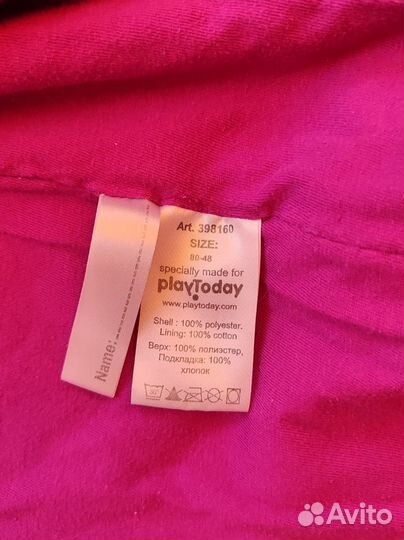 Art. 398160
SIZE:
80-48
specially made for
playToday
www.playtoday.com
Shell : 100% polyester.
Lining: 100% cotton
Верх: 100% полиэстер,
Подкладка: 100%
хлопок
Name:
Avito